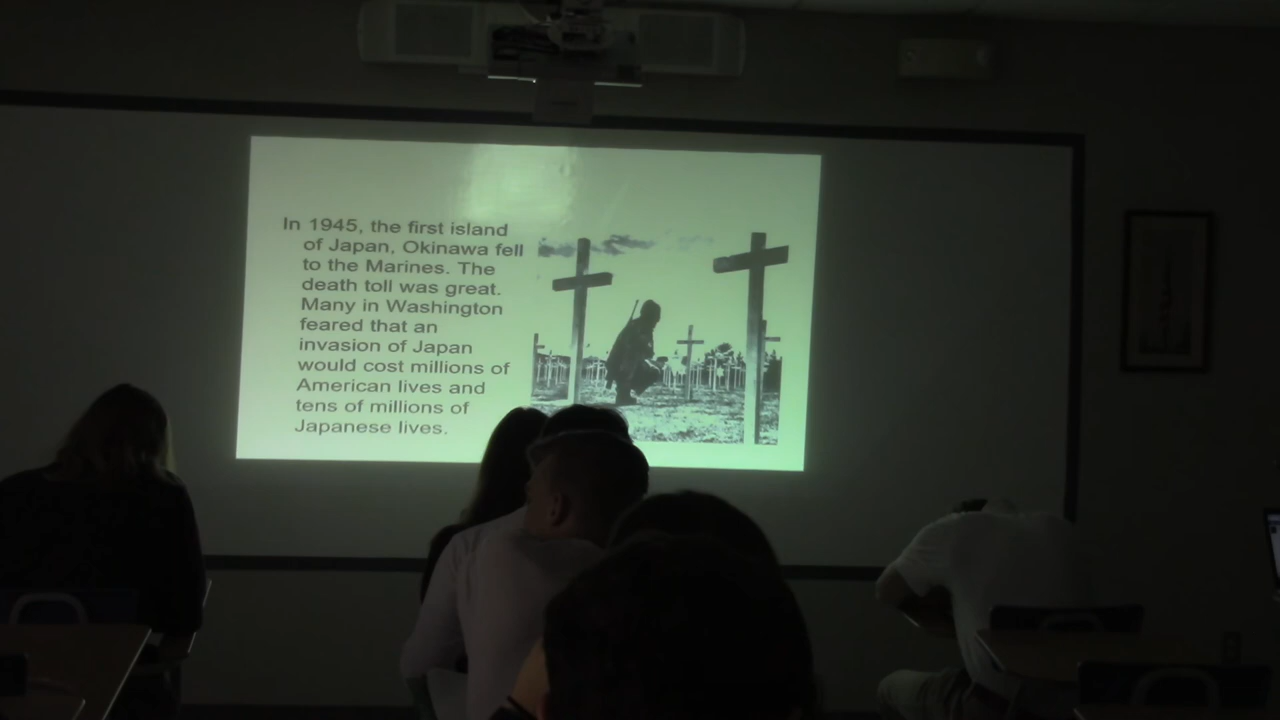 In 1945, the first island
of Japan, Okinawa fell
to the Marines. The
death toll was great.
Many in Washington
feared that an
invasion of Japan
would cost millions of
American lives and
tens of millions of
Japanese lives.